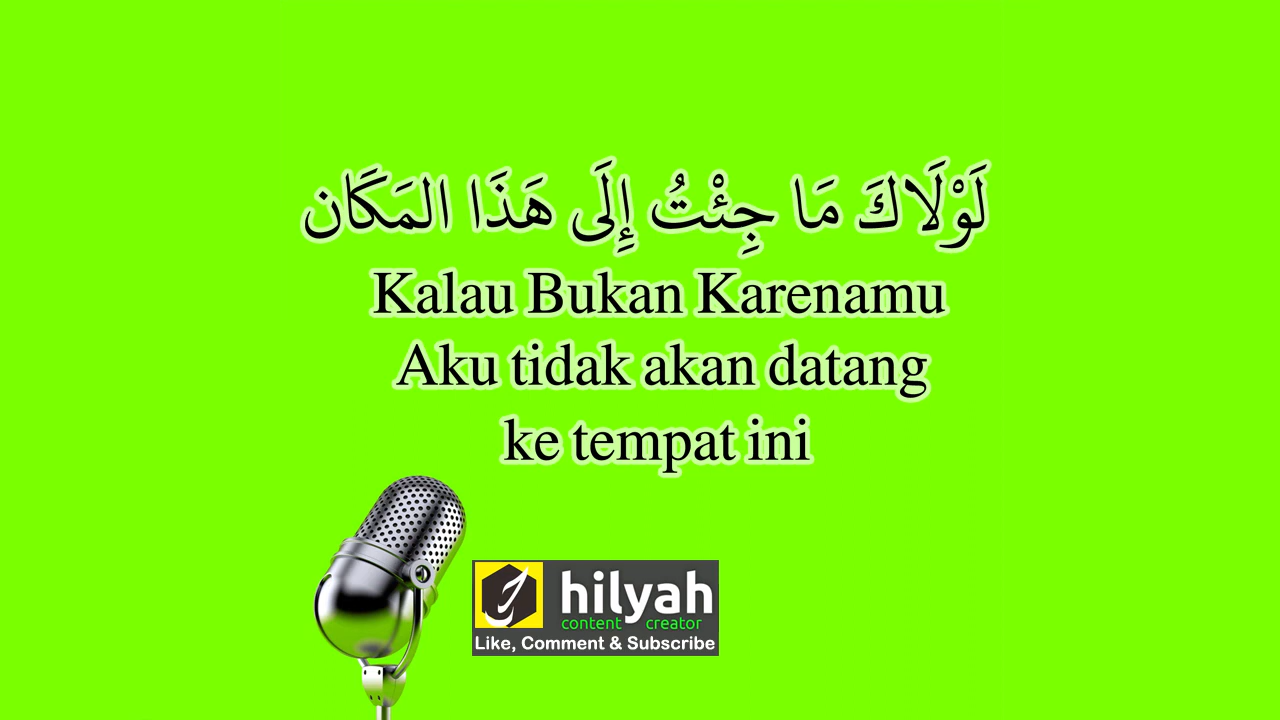 لَوْلَاكَ مَا جِئْتُ إِلَى هَذَا المَكَان
Kalau Bukan Karenamu
Aku tidak akan datang
ke tempat ini
hilyah
content creator
Like, Comment & Subscribe